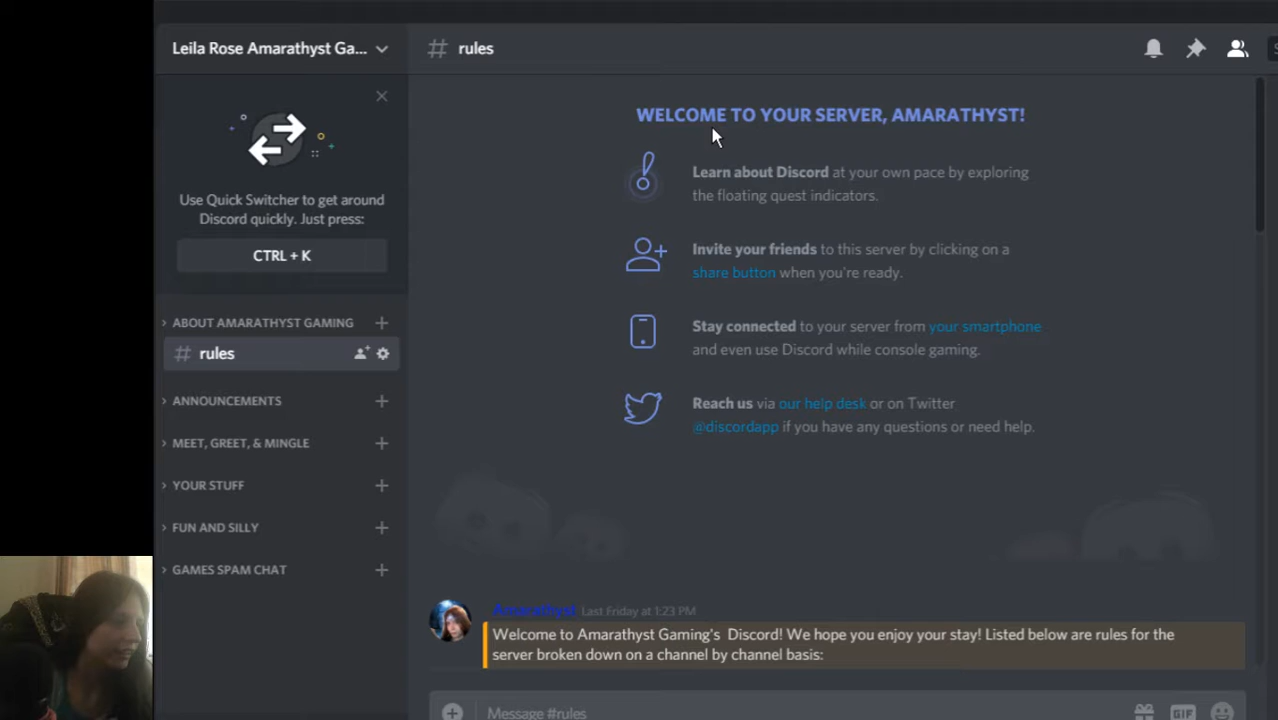 Leila Rose Amarathyst Ga...
rules
Use Quick Switcher to get around
Discord quickly. Just press:
CTRL + K
ABOUT AMARATHYST GAMING
rules
ANNOUNCEMENTS
MEET, GREET, & MINGLE
YOUR STUFF
FUN AND SILLY
GAMES SPAM CHAT
WELCOME TO YOUR SERVER, AMARATHYST!
Learn about Discord at your own pace by exploring
the floating quest indicators.
Invite your friends to this server by clicking on a
share button when you're ready.
Stay connected to your server from your smartphone
and even use Discord while console gaming.
Reach us via our help desk or on Twitter
@discordapp if you have any questions or need help.
Amarathyst Last Friday at 1:23 PM
Welcome to Amarathyst Gaming's Discord! We hope you enjoy your stay! Listed below are rules for the
server broken down on a channel by channel basis:
Message #rules
GIF